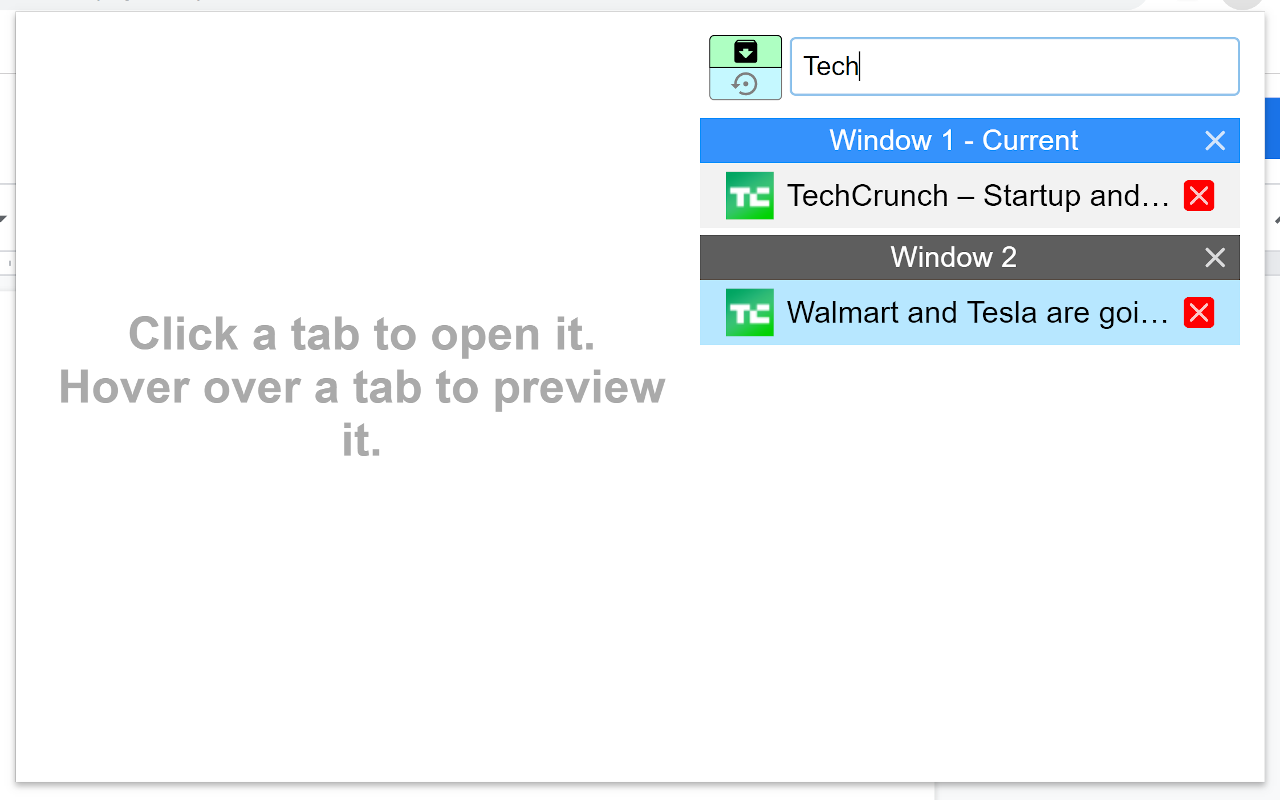 Tech
Window 1 - Current
TC TechCrunch – Startup and…
Window 2
TC Walmart and Tesla are goi…
Click a tab to open it.
Hover over a tab to preview
it.